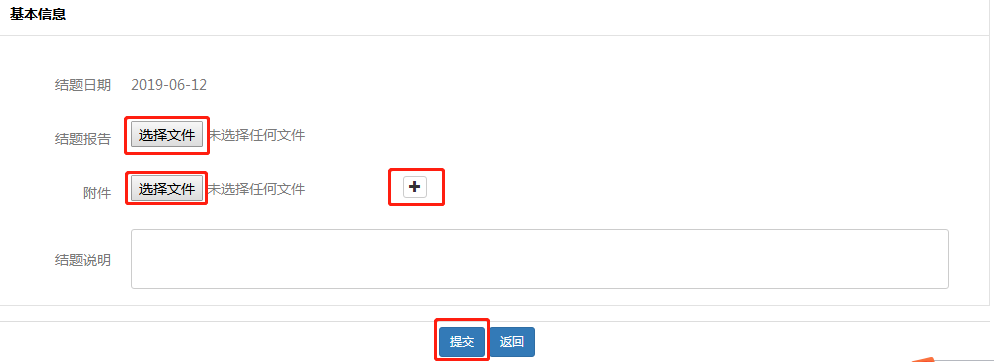 基本信息
结题日期 2019-06-12
结题报告 选择文件 未选择任何文件
附件 选择文件 未选择任何文件
结题说明
提交 返回